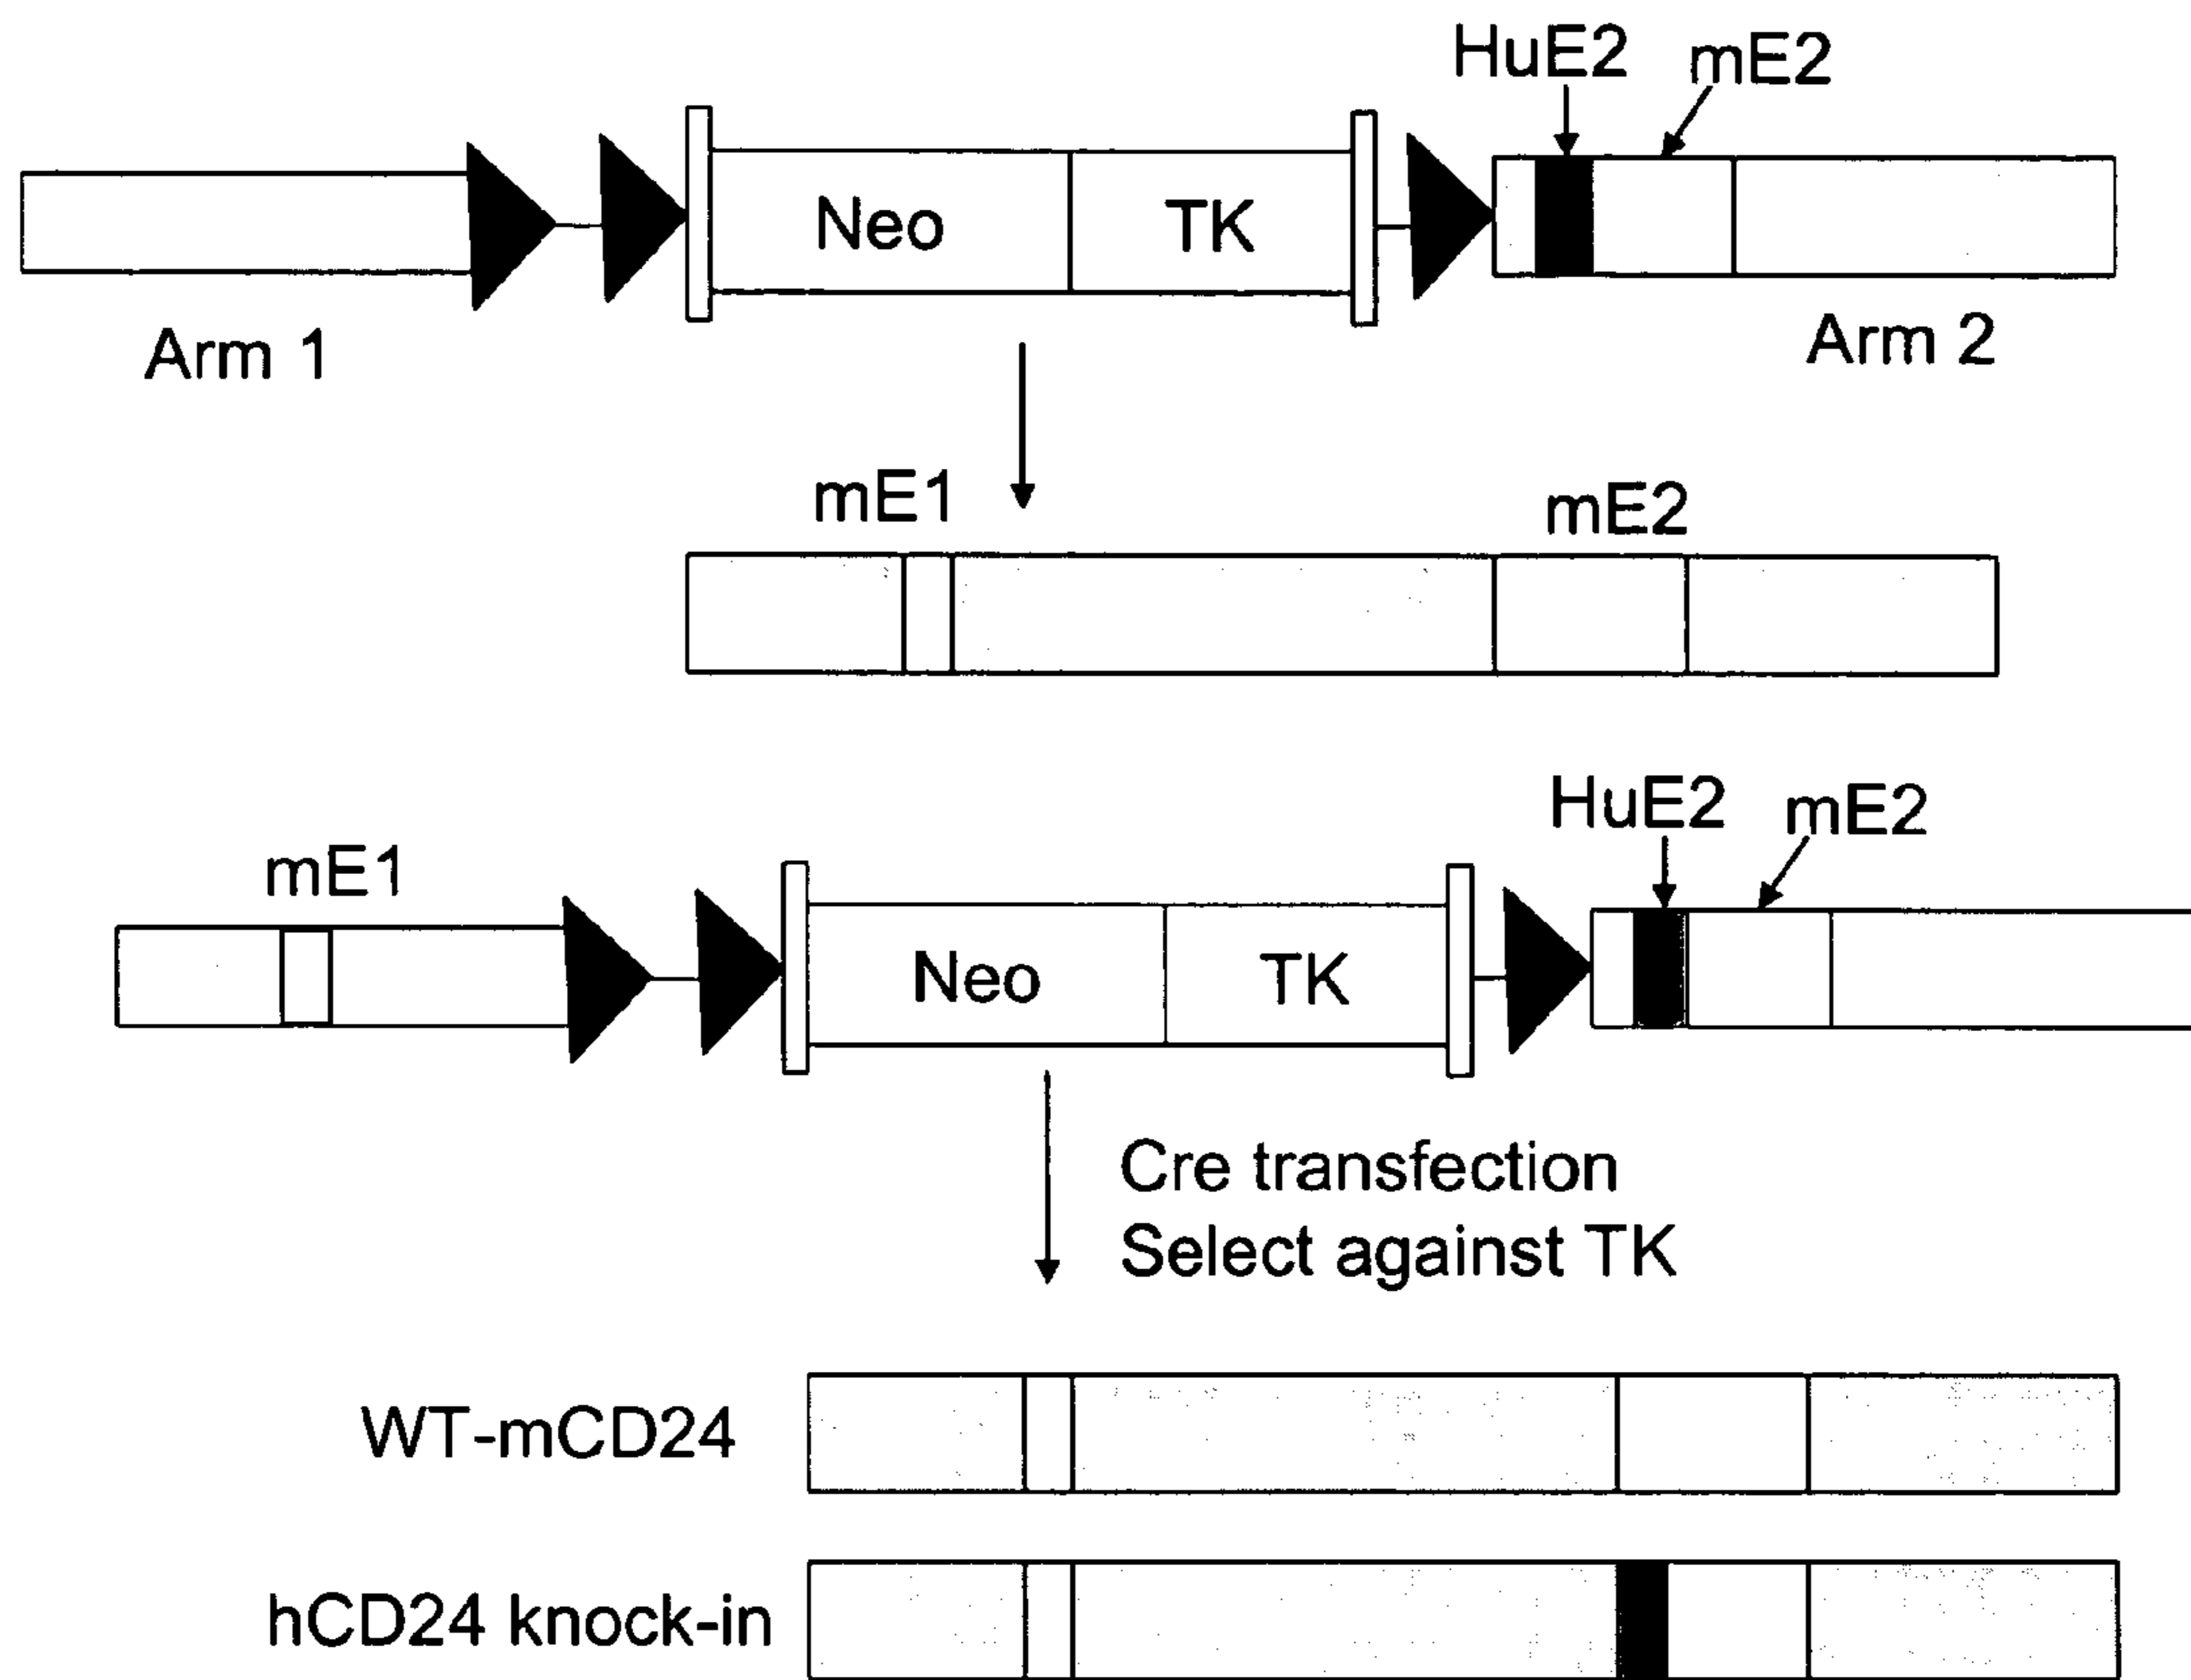 HuE2
mE2
Neo
TK
Arm 1
Arm 2
mE1
mE2
HuE2
mE2
mE1
Neo
TK
Cre transfection
Select against TK
WT-mCD24
hCD24 knock-in